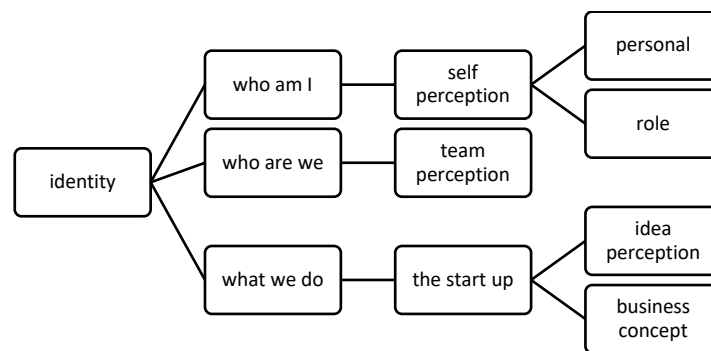 personal
who am I
self
perception
role
who are we
team
perception
identity
idea
perception
what we do
the start up
business
concept